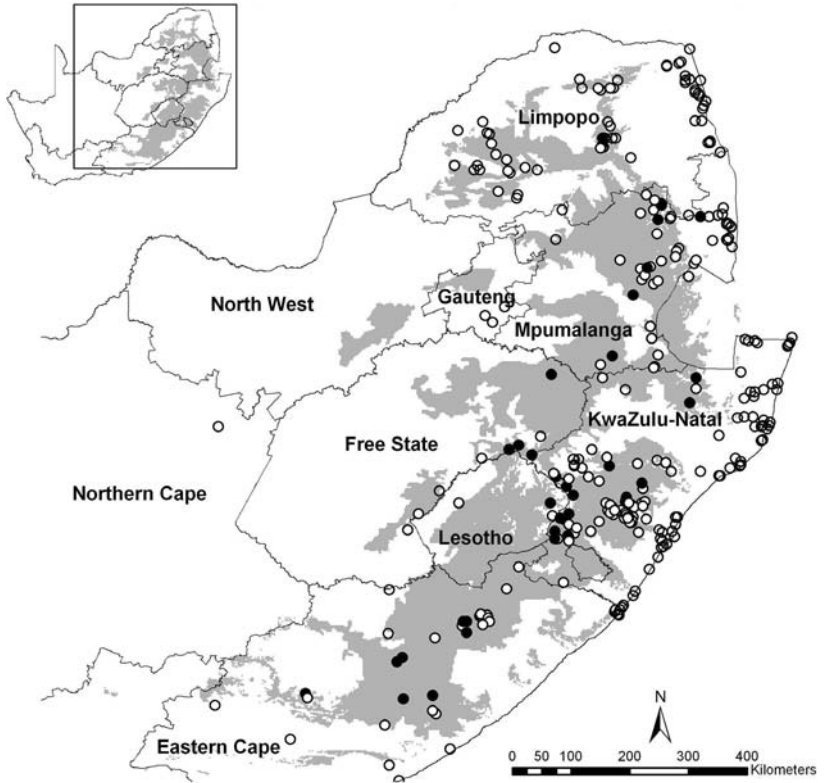 Limpopo
North West
Gauteng
Mpumalanga
KwaZulu-Natal
Free State
Northern Cape
Lesotho
Eastern Cape
N
0 50 100 200 300 400
Kilometers